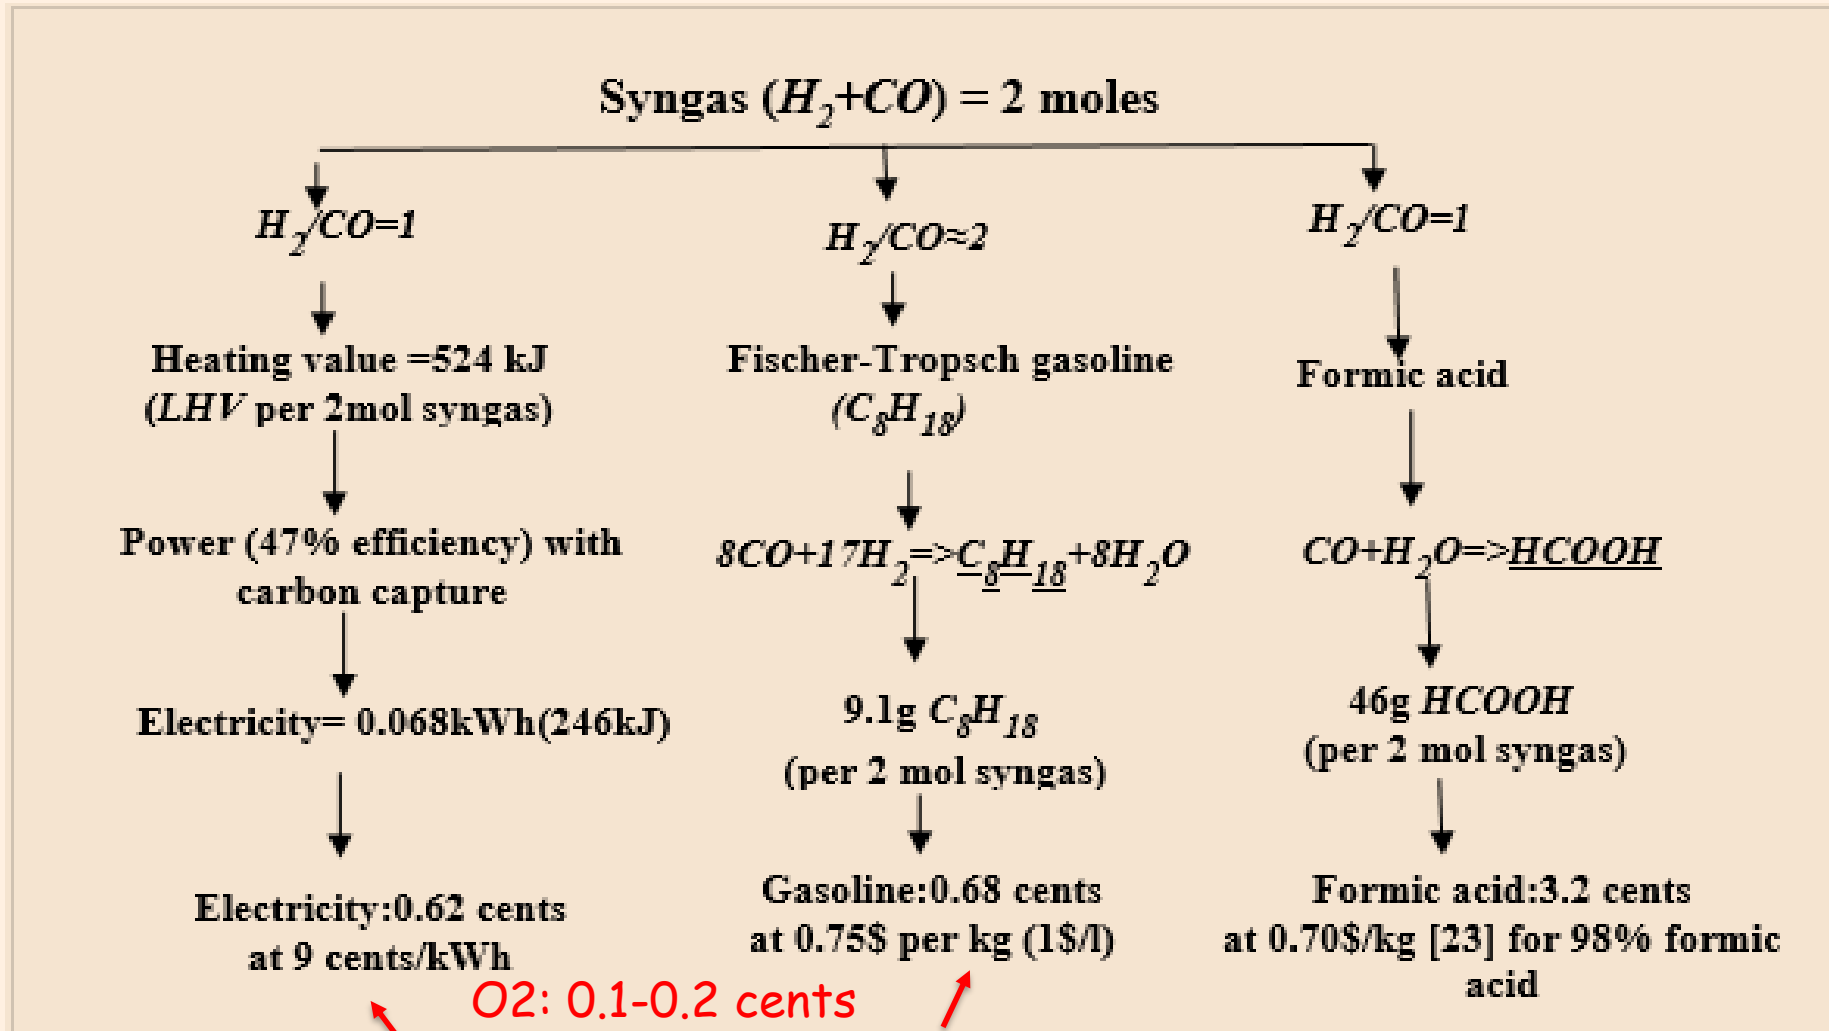 Syngas (H2+CO) = 2 moles
H2/CO=1
Heating value =524 kJ
(LHV per 2mol syngas)
Power (47% efficiency) with
carbon capture
Electricity= 0.068kWh(246kJ)
Electricity:0.62 cents
at 9 cents/kWh
H2/CO≈2
Fischer-Tropsch gasoline
(C8H18)
8CO+17H2=>C8H18+8H2O
9.1g C8H18
(per 2 mol syngas)
Gasoline:0.68 cents
at 0.75$ per kg (1$/l)
H2/CO=1
Formic acid
CO+H2O=>HCOOH
46g HCOOH
(per 2 mol syngas)
Formic acid:3.2 cents
at 0.70$/kg [23] for 98% formic
acid
O2: 0.1-0.2 cents